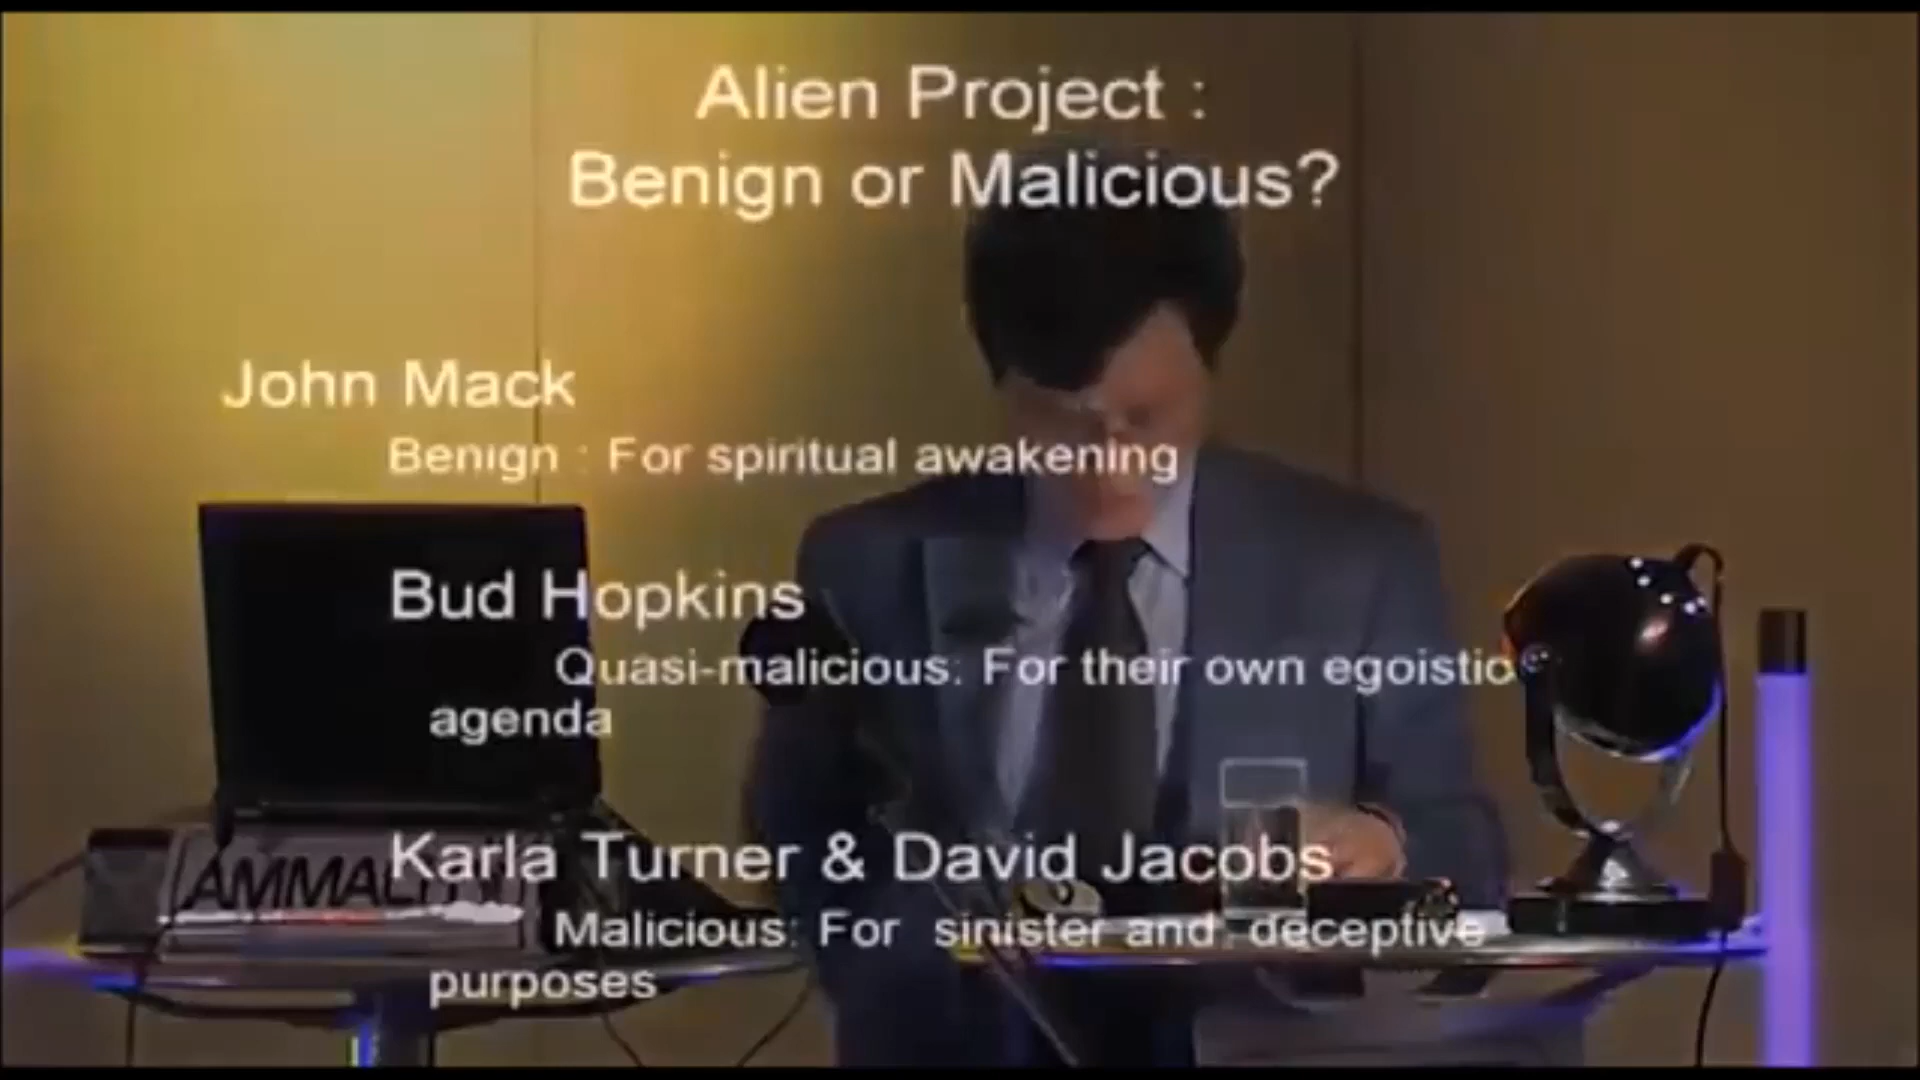 Alien Project :
Benign or Malicious?
John Mack
Benign : For spiritual awakening
Bud Hopkins
Quasi-malicious: For their own egoistic
agenda
Karla Turner & David Jacobs
Malicious: For sinister and deceptive
purposes